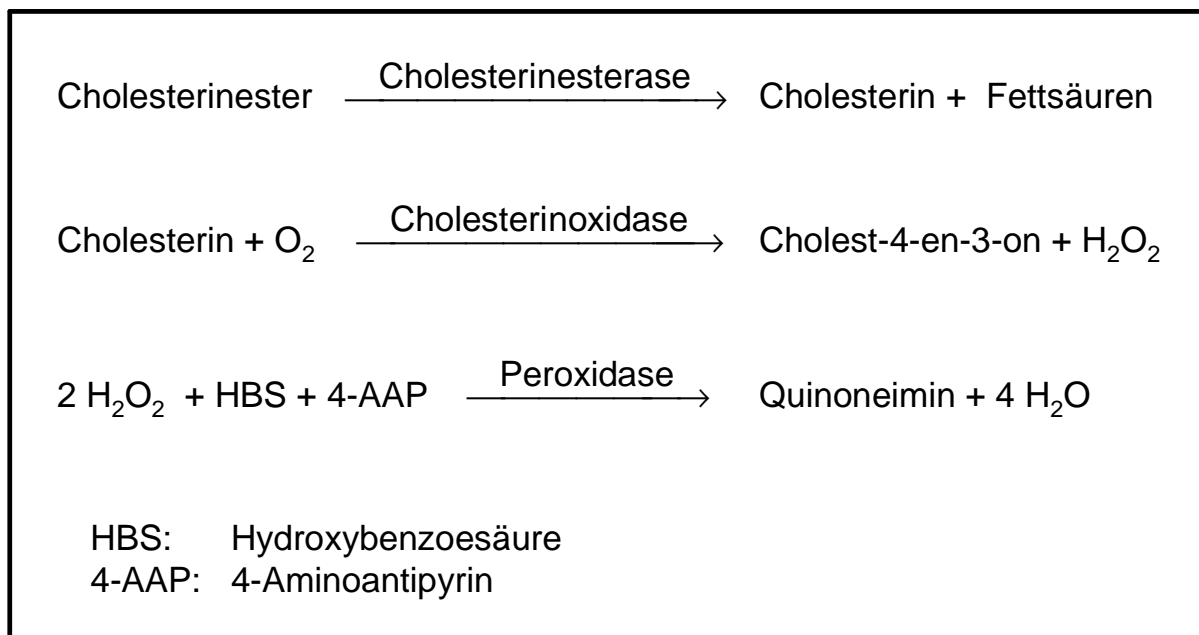 Cholesterinester Cholesterinesterase → Cholesterin + Fettsäuren
Cholesterin + O₂ Cholesterinoxidase → Cholest-4-en-3-on + H₂O₂
2 H₂O₂ + HBS + 4-AAP Peroxidase → Quinoneimin + 4 H₂O
HBS: Hydroxybenzoesäure
4-AAP: 4-Aminoantipyrin